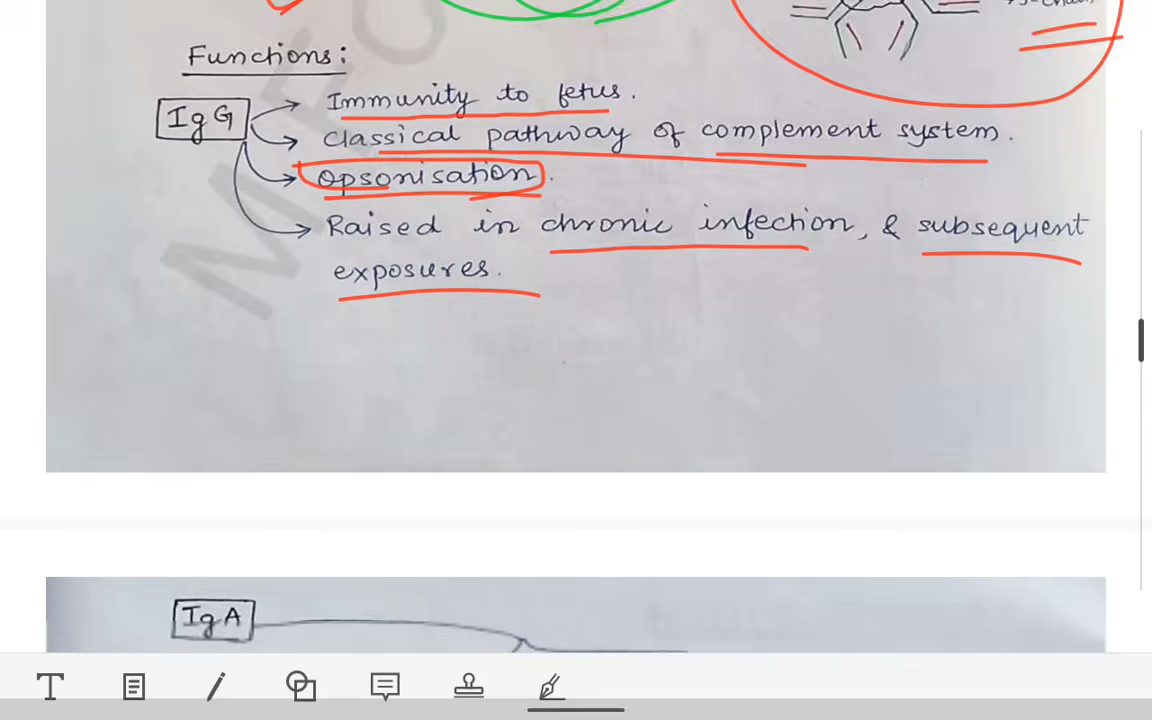 Functions:
IgG
Immunity to fetus.
Classical pathway of complement system.
Opsonisation.
Raised in chronic infection, & subsequent
exposures.
IgA